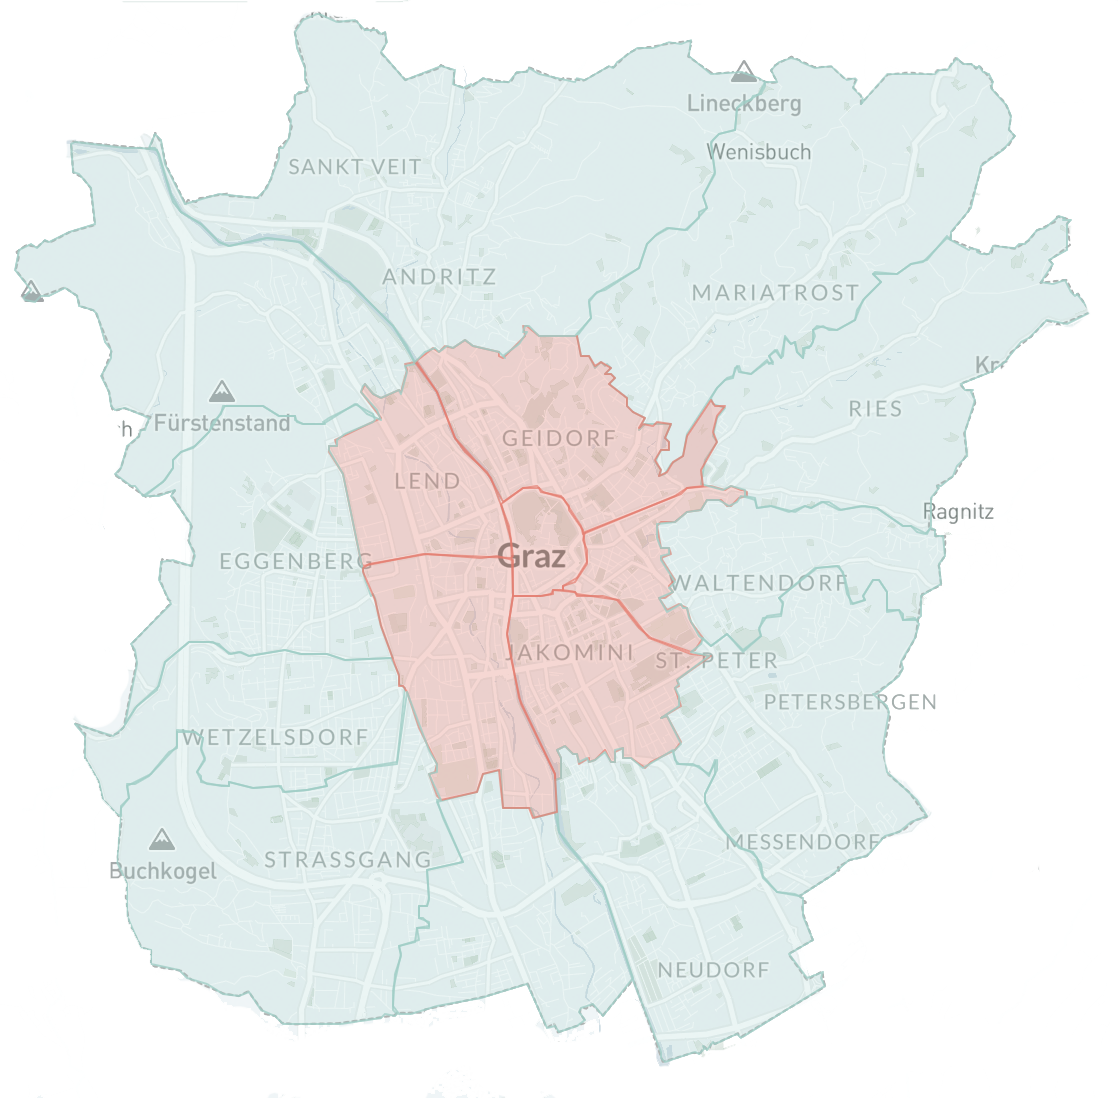 Lineckberg
Wenisbuch
SANKT VEIT
ANDRITZ
MARIATROST
Kr
Fürstenstand
h
RIES
GEIDORF
LEND
Ragnitz
Graz
EGGENBERG
WALTENDORF
JAKOMINI
ST. PETER
PETERSBERGEN
WETZELSDORF
MESSENDORF
STRASSGANG
Buchkogel
NEUDORF